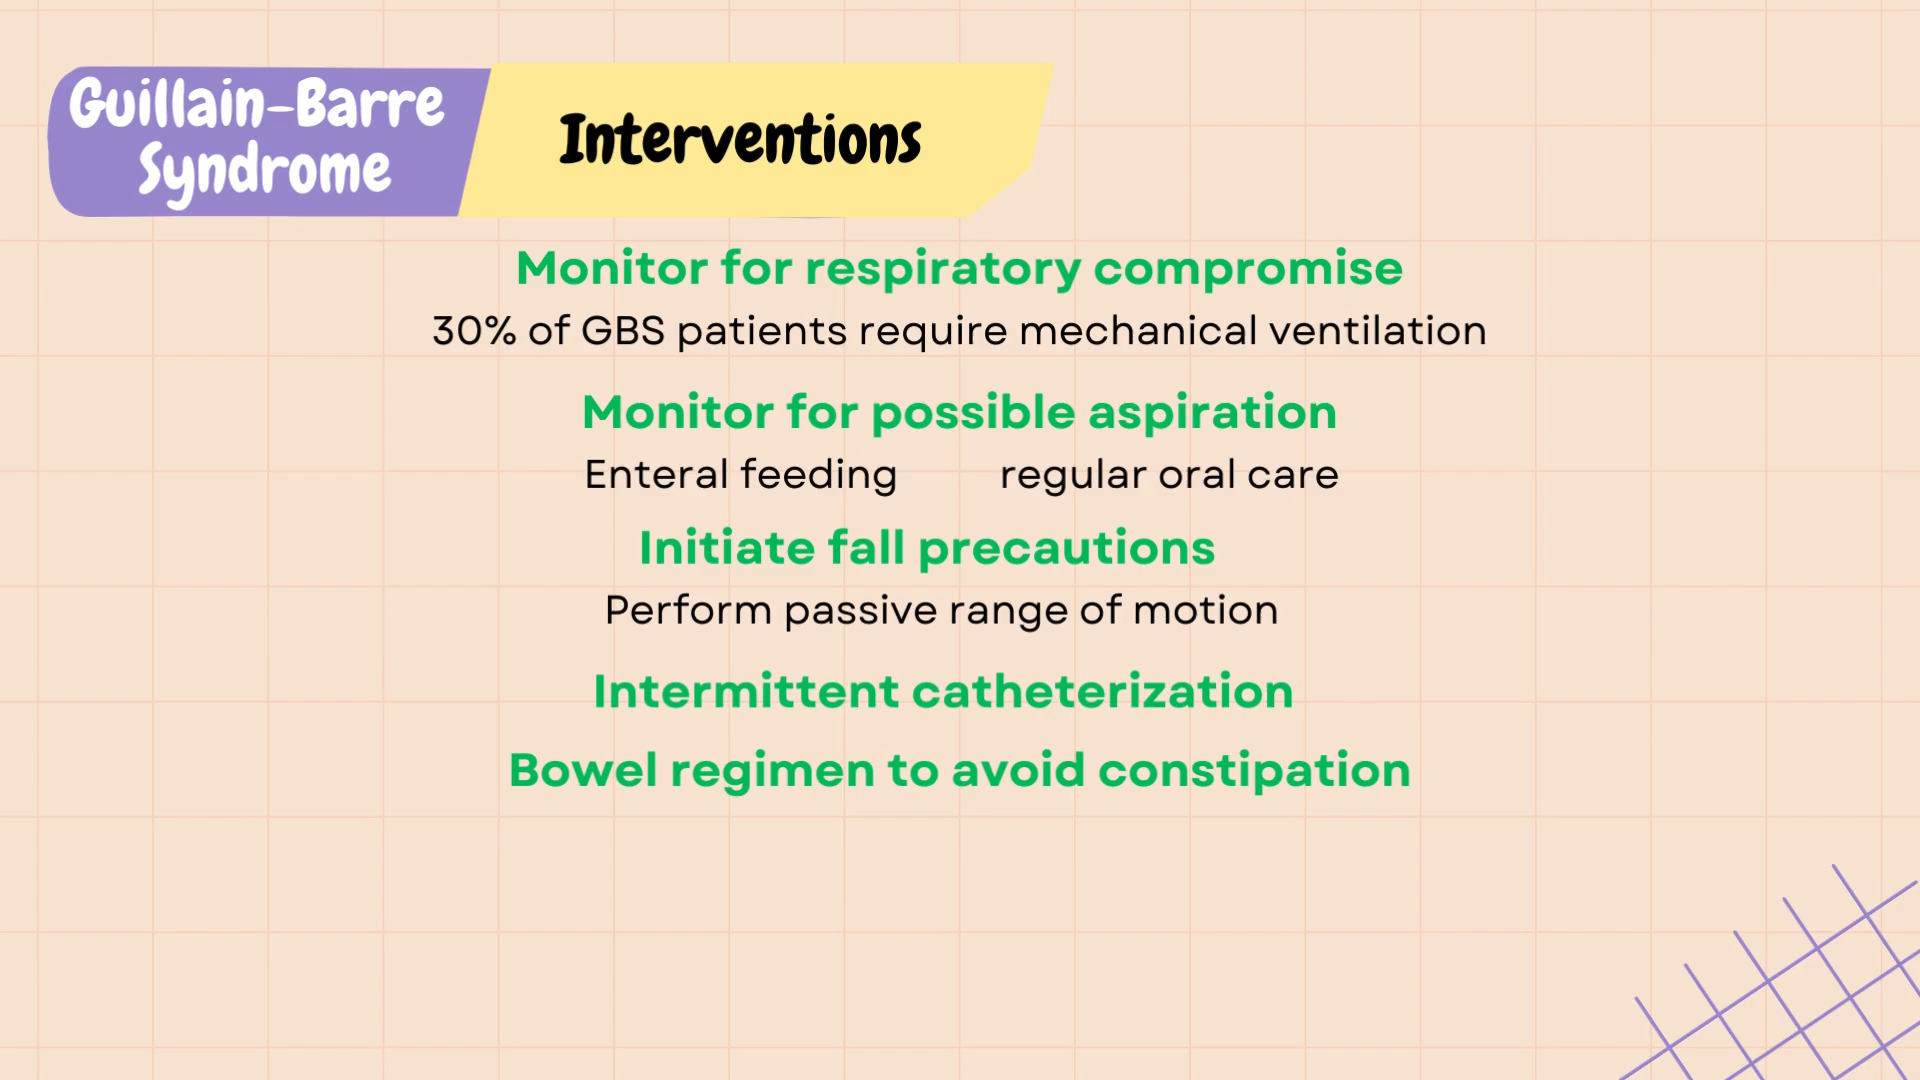 Guillain-Barre
Syndrome
Interventions
Monitor for respiratory compromise
30% of GBS patients require mechanical ventilation
Monitor for possible aspiration
Enteral feeding regular oral care
Initiate fall precautions
Perform passive range of motion
Intermittent catheterization
Bowel regimen to avoid constipation